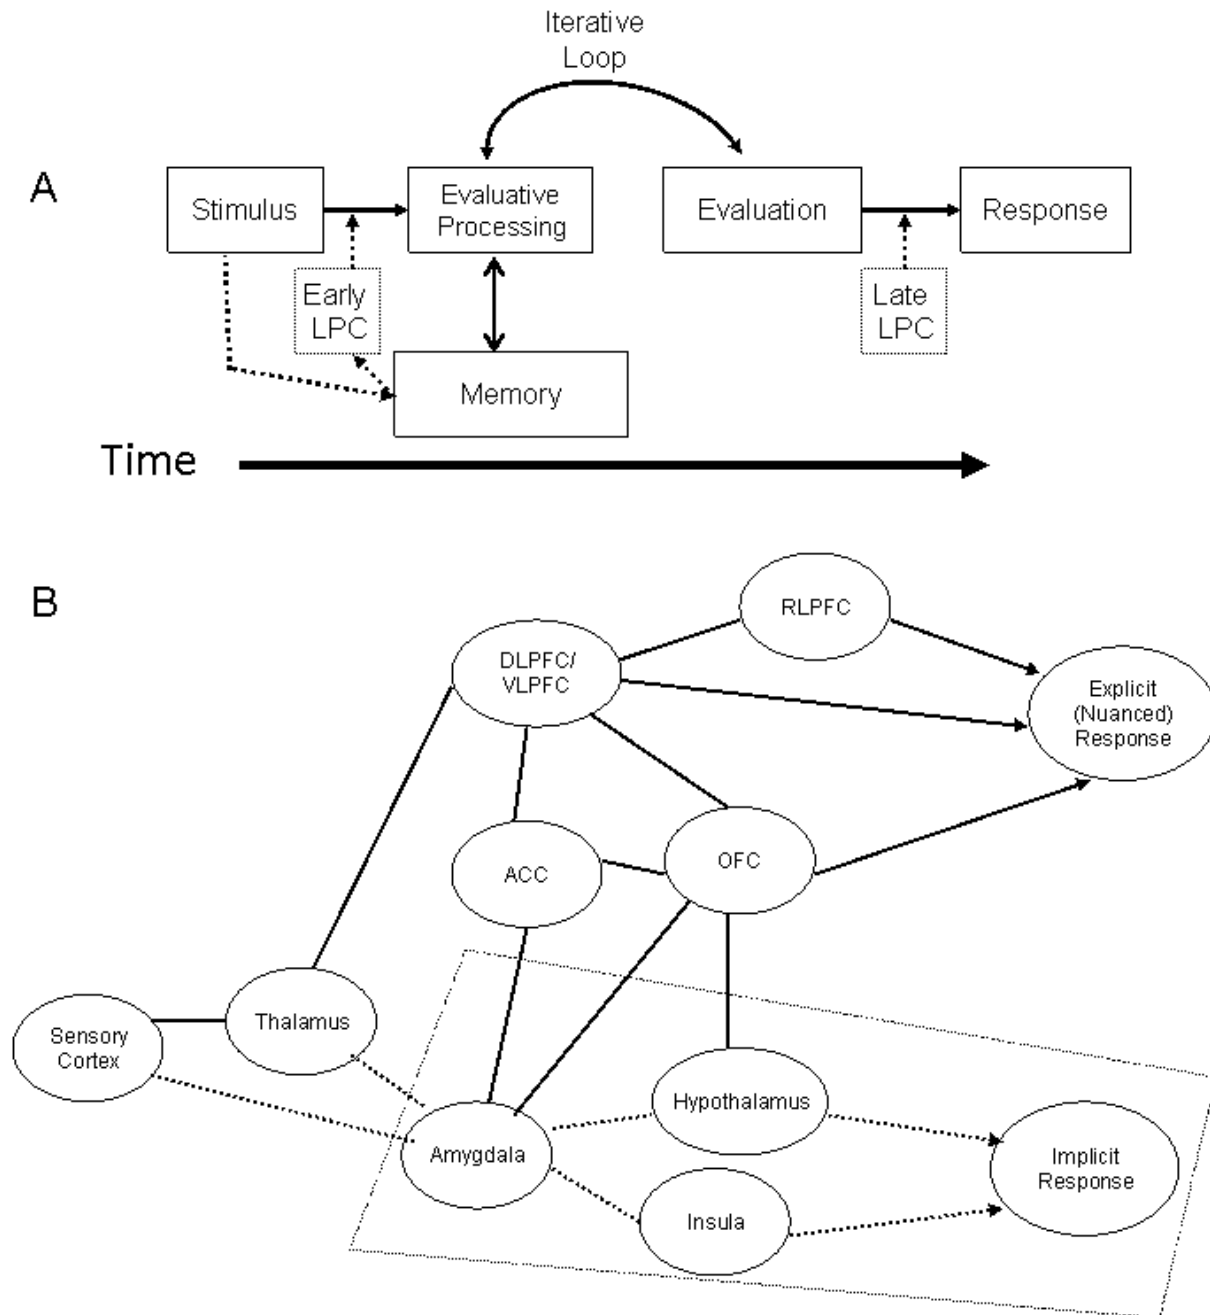 Iterative
Loop
A
Stimulus
Evaluative
Processing
Evaluation
Response
Early
LPC
Late
LPC
Memory
Time
B
RLPFC
DLPFC/
VLPFC
Explicit
(Nuanced)
Response
ACC
OFC
Thalamus
Sensory
Cortex
Hypothalamus
Amygdala
Implicit
Response
Insula